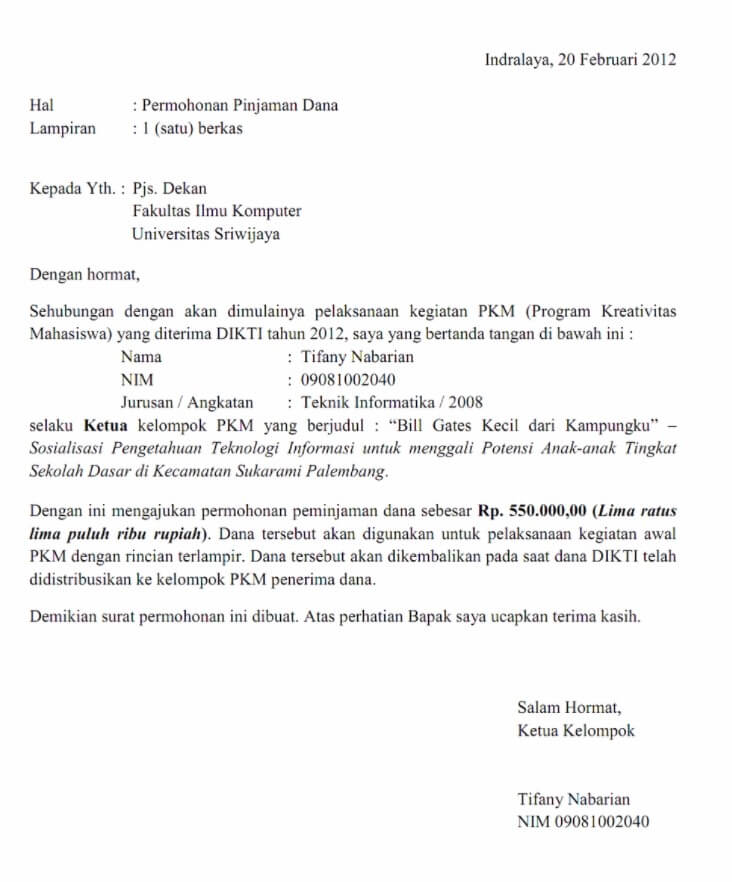 Indralaya, 20 Februari 2012
Hal : Permohonan Pinjaman Dana
Lampiran : 1 (satu) berkas
Kepada Yth. : Pjs. Dekan
Fakultas Ilmu Komputer
Universitas Sriwijaya
Dengan hormat,
Sehubungan dengan akan dimulainya pelaksanaan kegiatan PKM (Program Kreativitas
Mahasiswa) yang diterima DIKTI tahun 2012, saya yang bertanda tangan di bawah ini :
Nama : Tifany Nabarian
NIM : 09081002040
Jurusan / Angkatan : Teknik Informatika / 2008
selaku Ketua kelompok PKM yang berjudul : “Bill Gates Kecil dari Kampungku” –
Sosialisasi Pengetahuan Teknologi Informasi untuk menggali Potensi Anak-anak Tingkat
Sekolah Dasar di Kecamatan Sukarami Palembang.
Dengan ini mengajukan permohonan peminjaman dana sebesar Rp. 550.000,00 (Lima ratus
lima puluh ribu rupiah). Dana tersebut akan digunakan untuk pelaksanaan kegiatan awal
PKM dengan rincian terlampir. Dana tersebut akan dikembalikan pada saat dana DIKTI telah
didistribusikan ke kelompok PKM penerima dana.
Demikian surat permohonan ini dibuat. Atas perhatian Bapak saya ucapkan terima kasih.
Salam Hormat,
Ketua Kelompok
Tifany Nabarian
NIM 09081002040